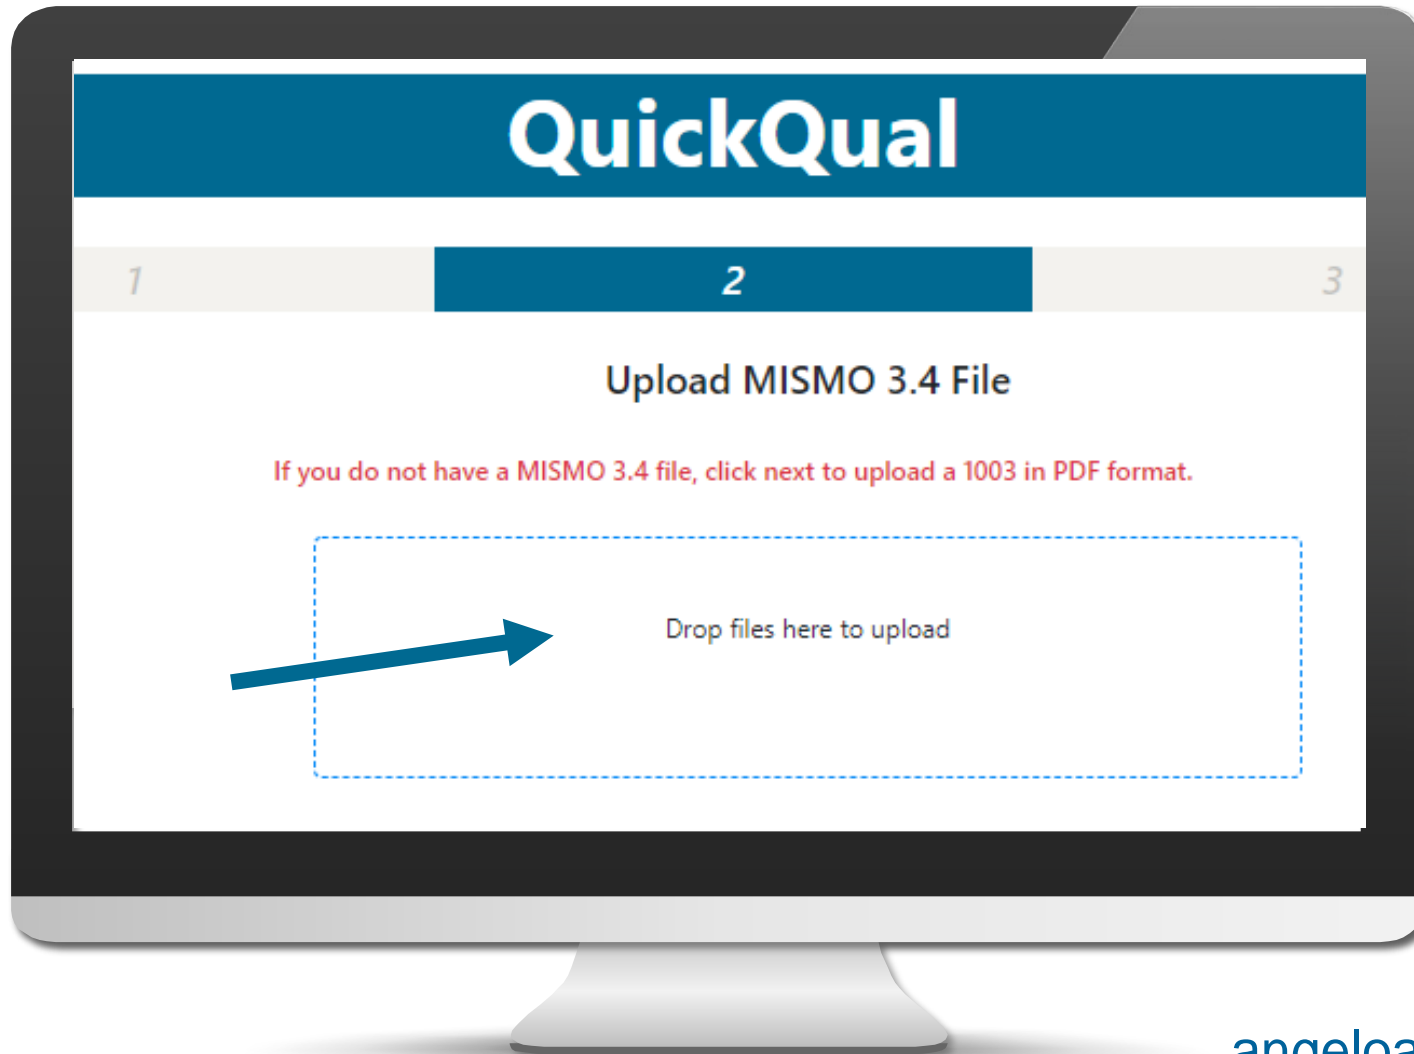 QuickQual
1 2 3
Upload MISMO 3.4 File
If you do not have a MISMO 3.4 file, click next to upload a 1003 in PDF format.
Drop files here to upload